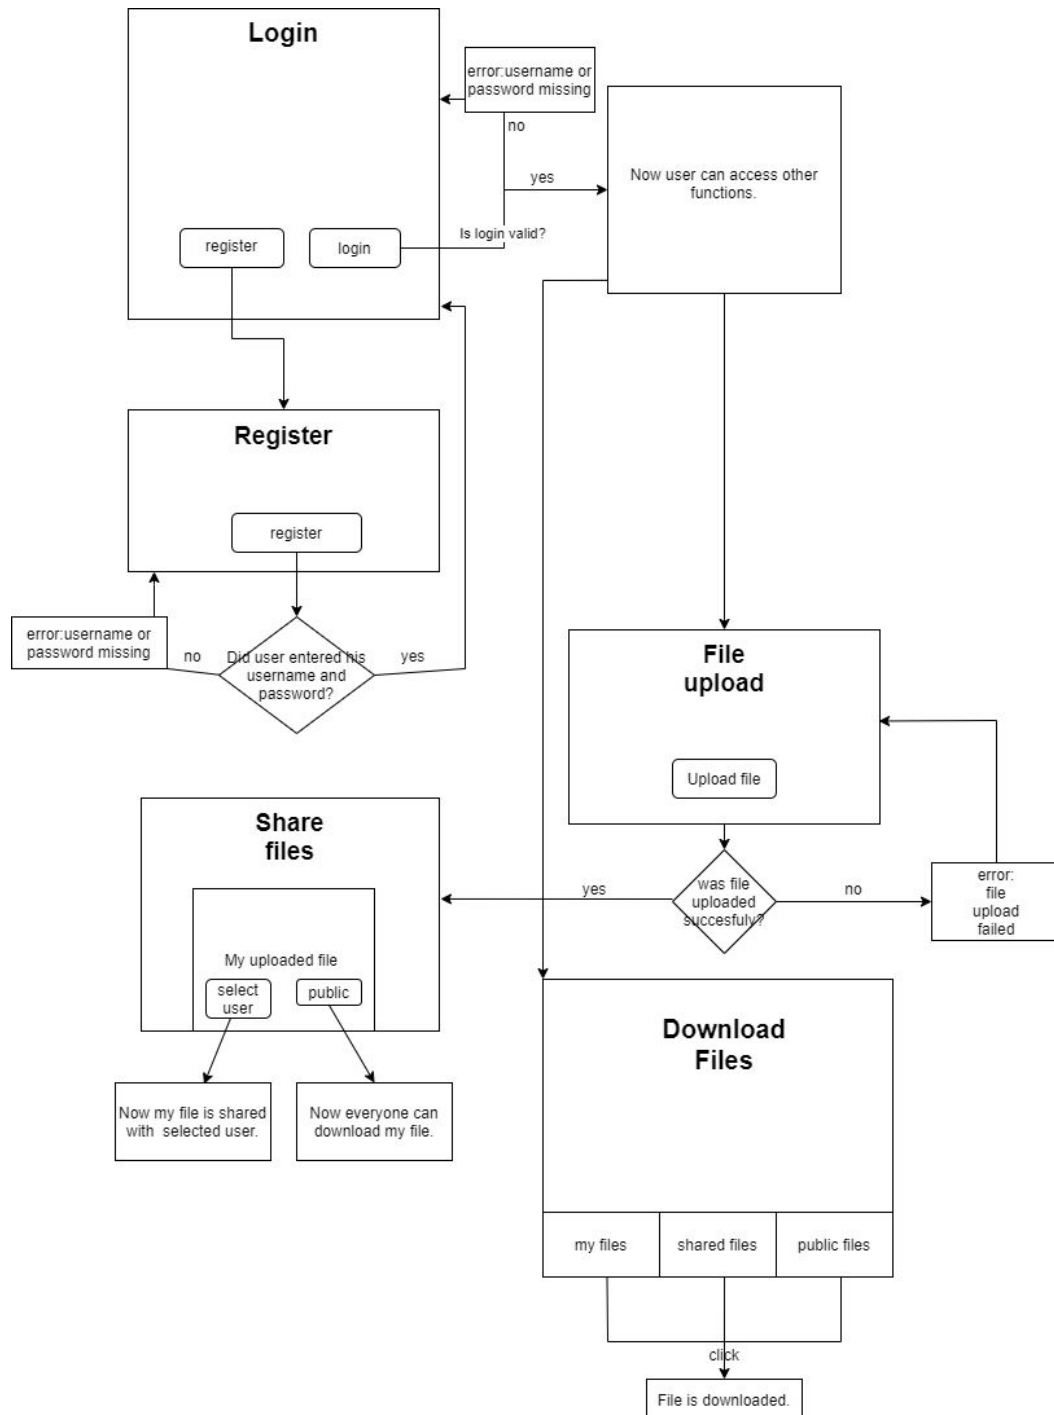 Login
error:username or
password missing
no
yes
Now user can access other
functions.
register
login
Is login valid?
Register
register
error:username or
password missing
no
Did user entered his
username and
password?
yes
File
upload
Upload file
Share
files
yes
was file
uploaded
succesfuly?
no
error:
file
upload
failed
My uploaded file
select
user
public
Download
Files
Now my file is shared
with selected user.
Now everyone can
download my file.
my files
shared files
public files
click
File is downloaded.